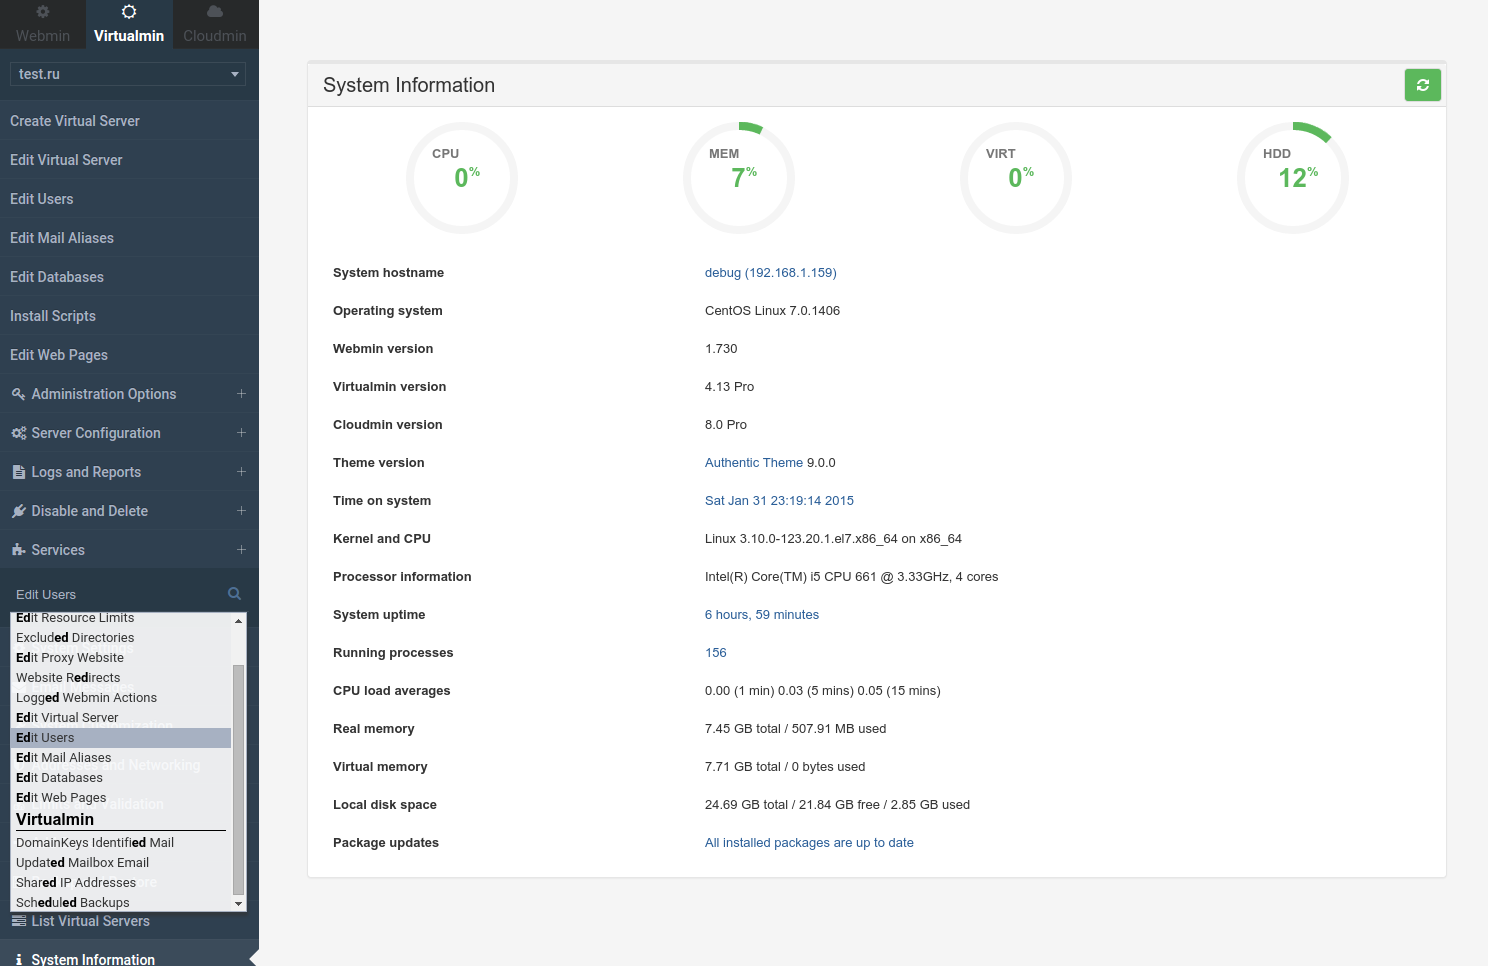 Webmin
Virtualmin
Cloudmin
test.ru
Create Virtual Server
Edit Virtual Server
Edit Users
Edit Mail Aliases
Edit Databases
Install Scripts
Edit Web Pages
Administration Options
Server Configuration
Logs and Reports
Disable and Delete
Services
Edit Users
Edit Resource Limits
Excluded Directories
Edit Proxy Website
Website Redirects
Logged Webmin Actions
Edit Virtual Server
Edit Users
Edit Mail Aliases
Edit Databases
Edit Web Pages
Virtualmin
DomainKeys Identified Mail
Updated Mailbox Email
Shared IP Addresses
Scheduled Backups
List Virtual Servers
System Information
System Information
CPU
0%
MEM
7%
VIRT
0%
HDD
12%
System hostname debug (192.168.1.159)
Operating system CentOS Linux 7.0.1406
Webmin version 1.730
Virtualmin version 4.13 Pro
Cloudmin version 8.0 Pro
Theme version Authentic Theme 9.0.0
Time on system Sat Jan 31 23:19:14 2015
Kernel and CPU Linux 3.10.0-123.20.1.el7.x86_64 on x86_64
Processor information Intel(R) Core(TM) i5 CPU 661 @ 3.33GHz, 4 cores
System uptime 6 hours, 59 minutes
Running processes 156
CPU load averages 0.00 (1 min) 0.03 (5 mins) 0.05 (15 mins)
Real memory 7.45 GB total / 507.91 MB used
Virtual memory 7.71 GB total / 0 bytes used
Local disk space 24.69 GB total / 21.84 GB free / 2.85 GB used
Package updates All installed packages are up to date